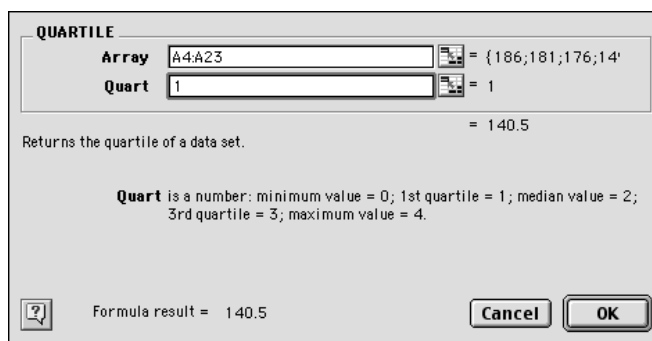 QUARTILE
Array A4:A23 = {186;181;176;14
Quart 1 = 1
= 140.5
Returns the quartile of a data set.
Quart is a number: minimum value = 0; 1st quartile = 1; median value = 2;
3rd quartile = 3; maximum value = 4.
? Formula result = 140.5 Cancel OK